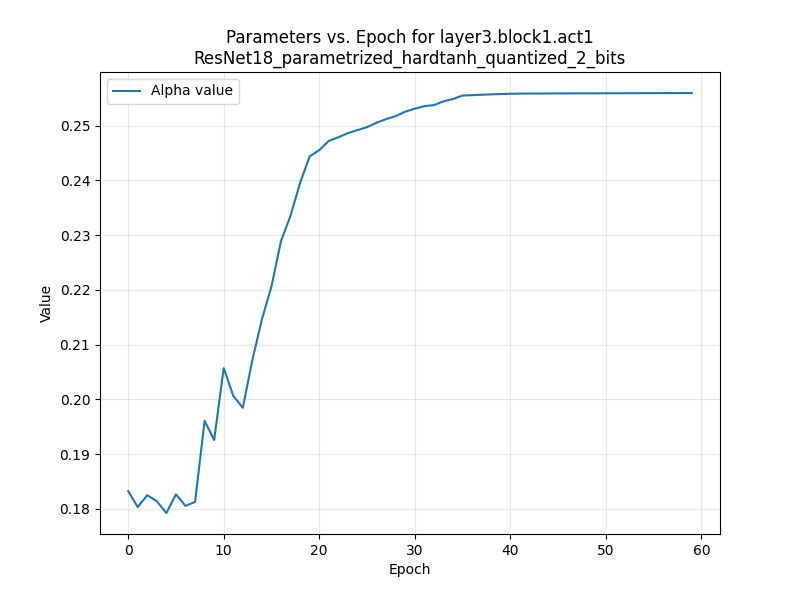 Parameters vs. Epoch for layer3.block1.act1
ResNet18_parametrized_hardtanh_quantized_2_bits
Alpha value
0.25
0.24
0.23
0.22
0.21
0.20
0.19
0.18
Value
0 10 20 30 40 50 60
Epoch